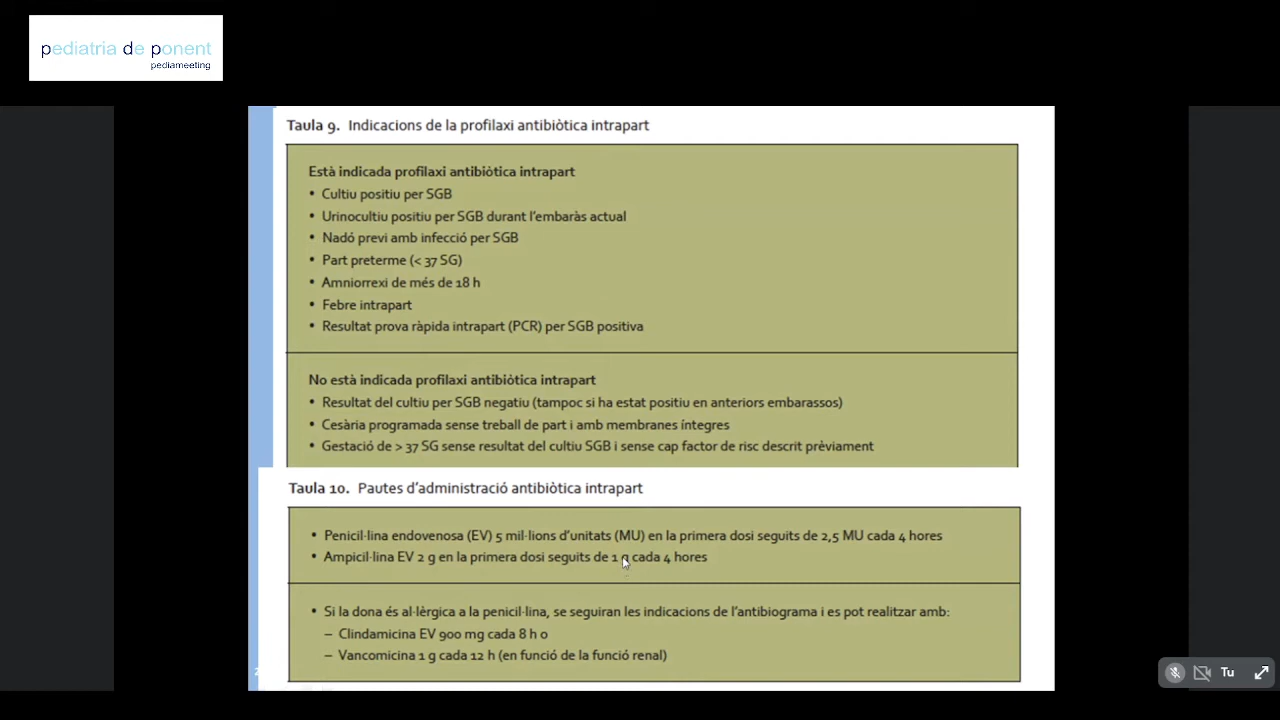 pediatria de ponent
pediameeting
Taula 9. Indicacions de la profilaxi antibiòtica intrapart
Està indicada profilaxi antibiòtica intrapart
• Cultiu positiu per SGB
• Urinocultiu positiu per SGB durant l'embaràs actual
• Nadó previ amb infecció per SGB
• Part preterme (< 37 SG)
• Amniorrexi de més de 18 h
• Febre intrapart
• Resultat prova ràpida intrapart (PCR) per SGB positiva
No està indicada profilaxi antibiòtica intrapart
• Resultat del cultiu per SGB negatiu (tampoc si ha estat positiu en anteriors embarassos)
• Cesària programada sense treball de part i amb membranes íntegres
• Gestació de > 37 SG sense resultat del cultiu SGB i sense cap factor de risc descrit prèviament
Taula 10. Pautes d'administració antibiòtica intrapart
• Penicil·lina endovenosa (EV) 5 mil·lions d'unitats (MU) en la primera dosi seguits de 2,5 MU cada 4 hores
• Ampicil·lina EV 2 g en la primera dosi seguits de 1 g cada 4 hores
• Si la dona és al·lèrgica a la penicil·lina, se seguiran les indicacions de l'antibiograma i es pot realitzar amb:
– Clindamicina EV 900 mg cada 8 h o
– Vancomicina 1 g cada 12 h (en funció de la funció renal)
Tu